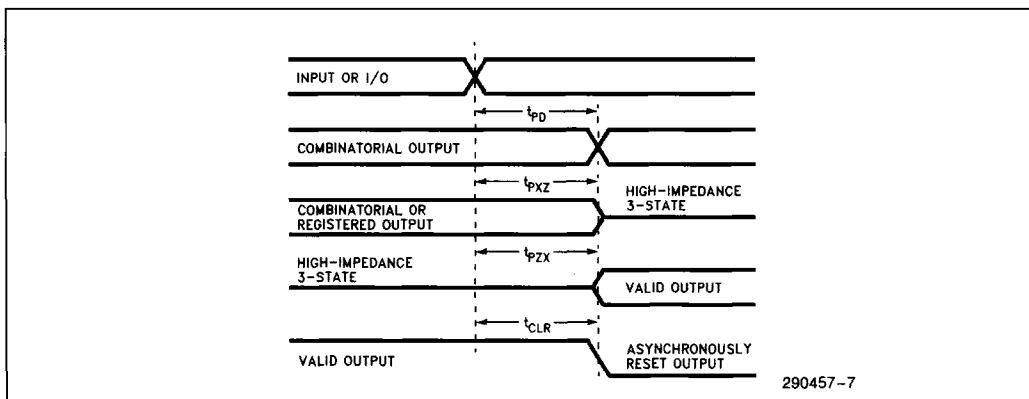 INPUT OR I/O
tPD
COMBINATORIAL OUTPUT
tPXZ
HIGH-IMPEDANCE
3-STATE
COMBINATORIAL OR
REGISTERED OUTPUT
tPZX
HIGH-IMPEDANCE
3-STATE
VALID OUTPUT
tCLR
VALID OUTPUT
ASYNCHRONOUSLY
RESET OUTPUT
290457-7